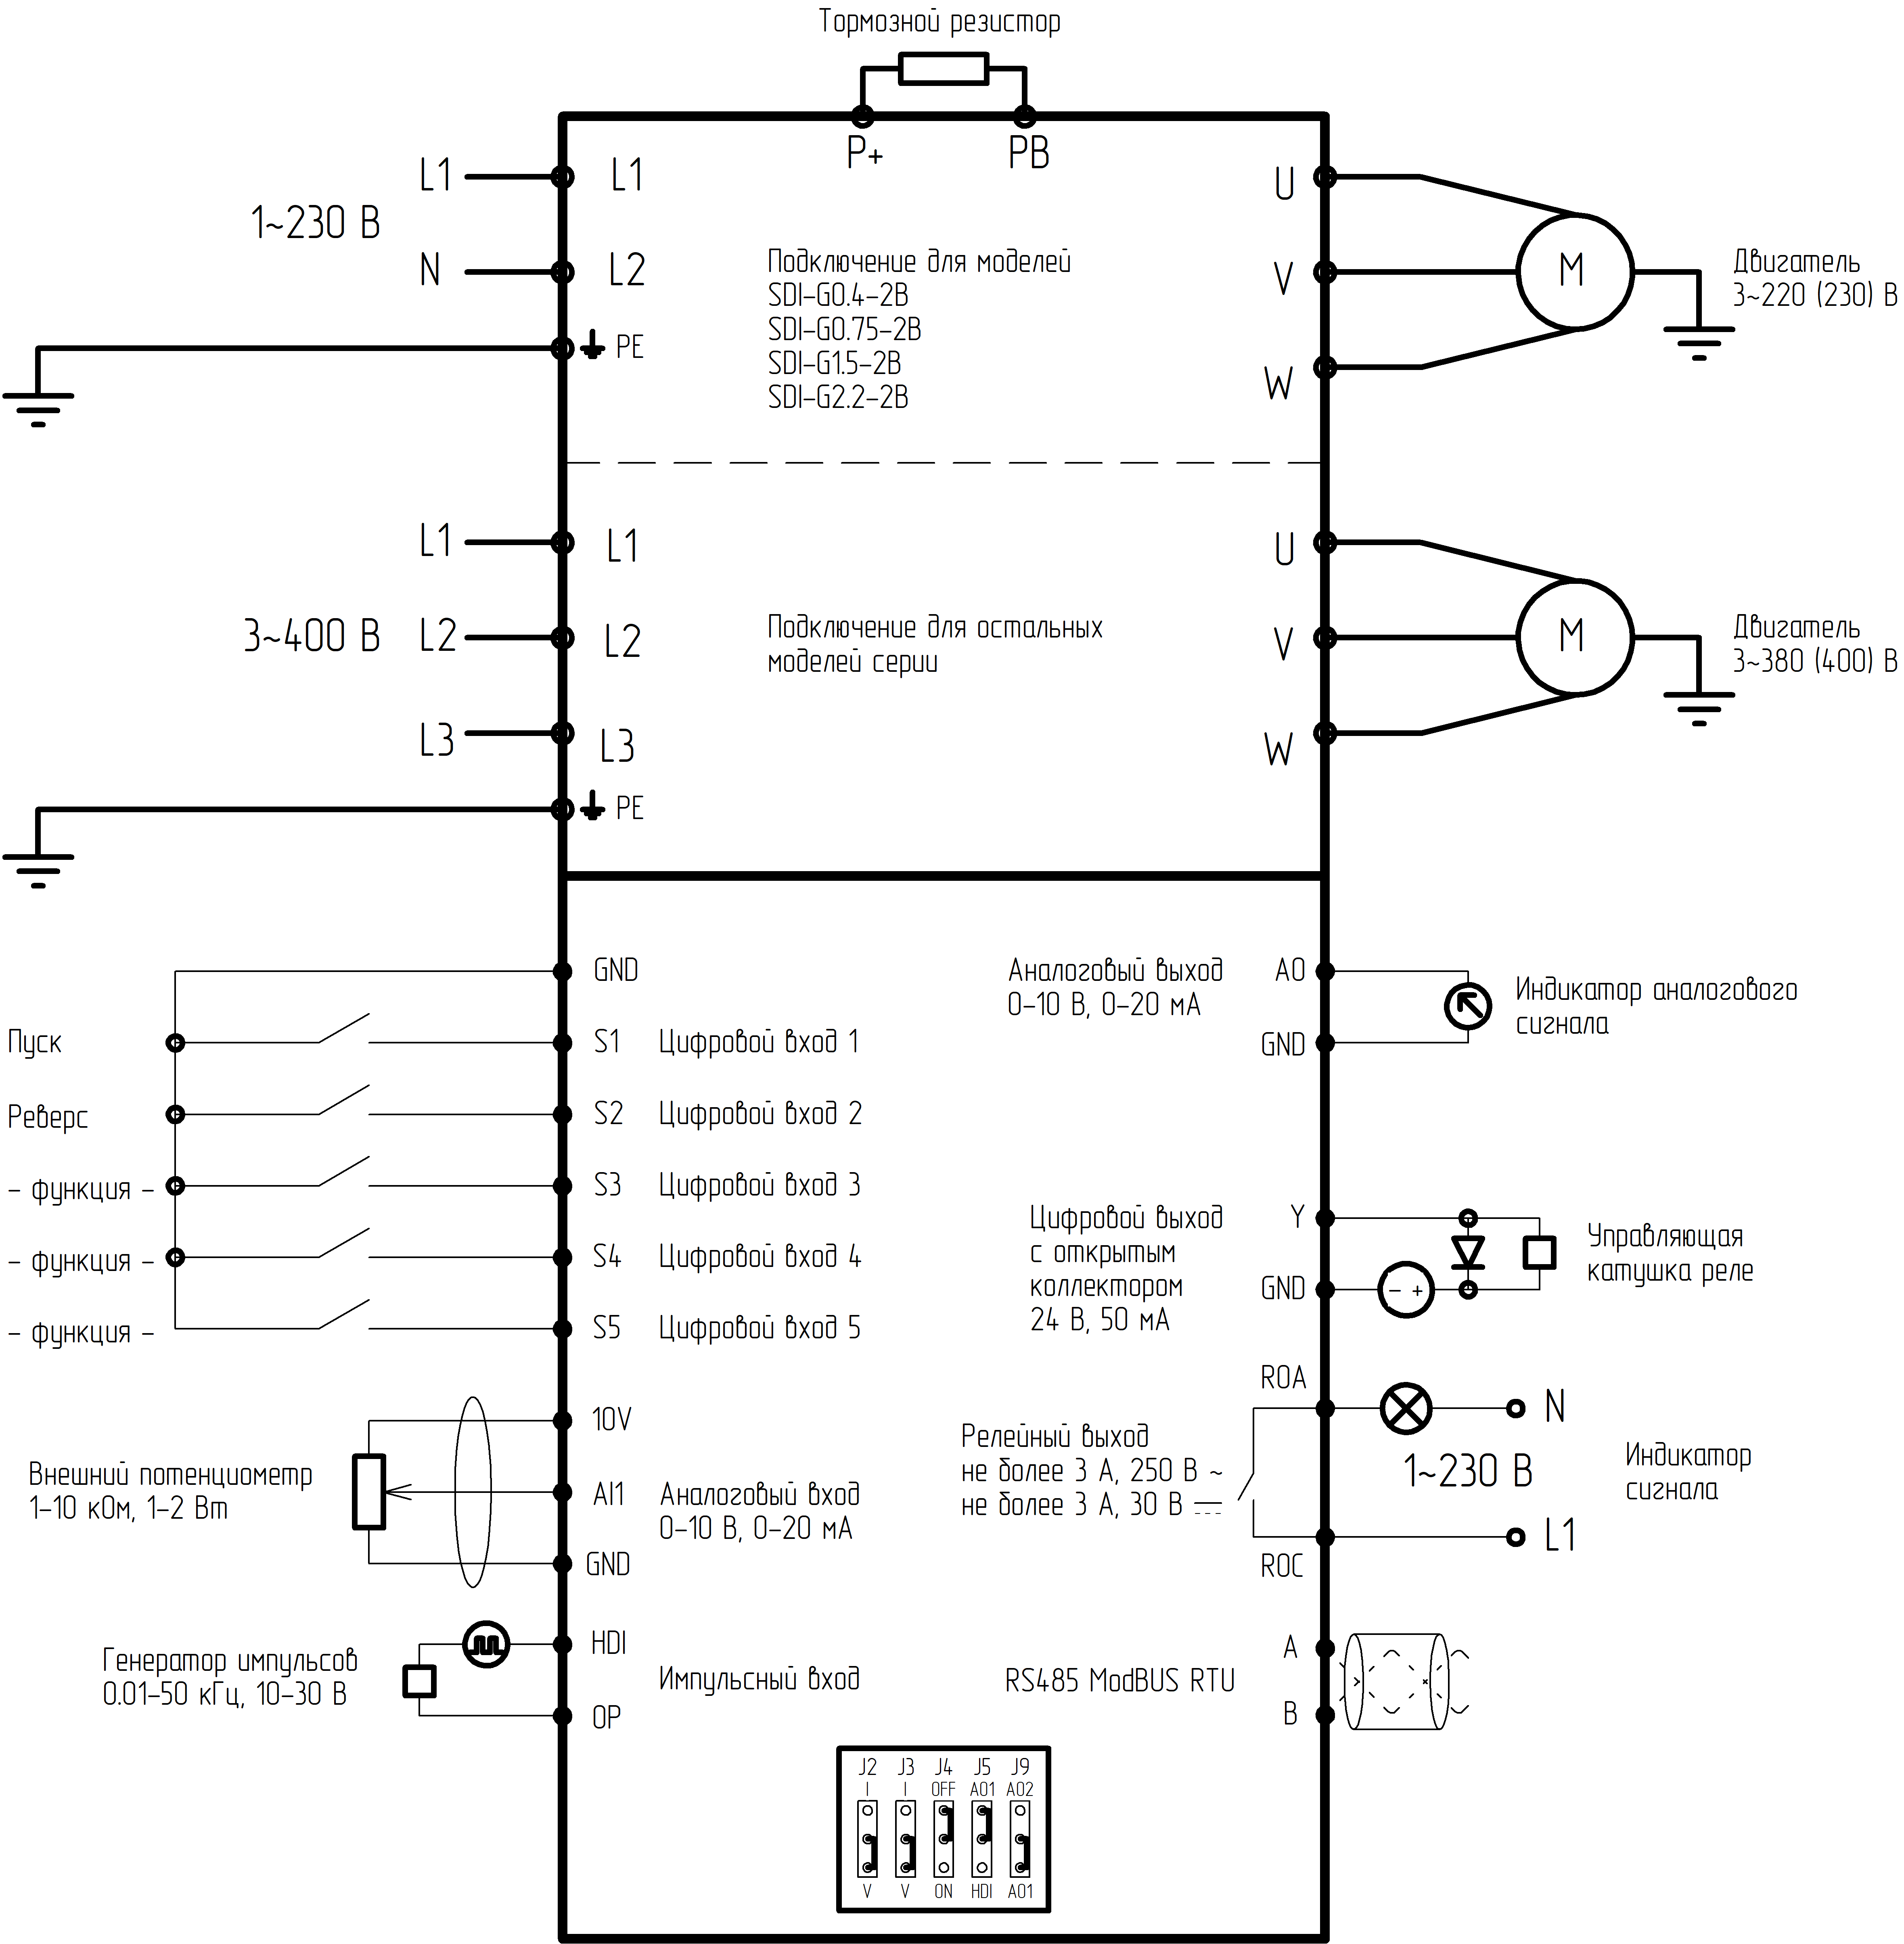 Тормозной резистор
P+
PB
L1
L1
1~230 В
N
L2
PE
Подключение для моделей
SDI-G0.4-2В
SDI-G0.75-2В
SDI-G1.5-2В
SDI-G2.2-2В
U
V
W
M
Двигатель
3~220 (230) В
L1
L1
3~400 В
L2
L2
L3
L3
PE
Подключение для остальных
моделей серии
U
V
W
M
Двигатель
3~380 (400) В
GND
Пуск
S1
Цифровой вход 1
Реверс
S2
Цифровой вход 2
- функция -
S3
Цифровой вход 3
- функция -
S4
Цифровой вход 4
- функция -
S5
Цифровой вход 5
Аналоговый выход
0-10 В, 0-20 мА
AO
GND
Индикатор аналогового
сигнала
Цифровой выход
с открытым
коллектором
24 В, 50 мА
Y
GND
- +
Управляющая
катушка реле
Внешний потенциометр
1-10 кОм, 1-2 Вт
10V
AI1
GND
Аналоговый вход
0-10 В, 0-20 мА
ROA
Релейный выход
не более 3 А, 250 В ~
не более 3 А, 30 В
ROC
N
1~230 В
L1
Индикатор
сигнала
Генератор импульсов
0.01-50 кГц, 10-30 В
HDI
OP
Импульсный вход
RS485 ModBUS RTU
A
B
J2 J3 J4 J5 J9
I I OFF AO1 AO2
V V ON HDI AO1